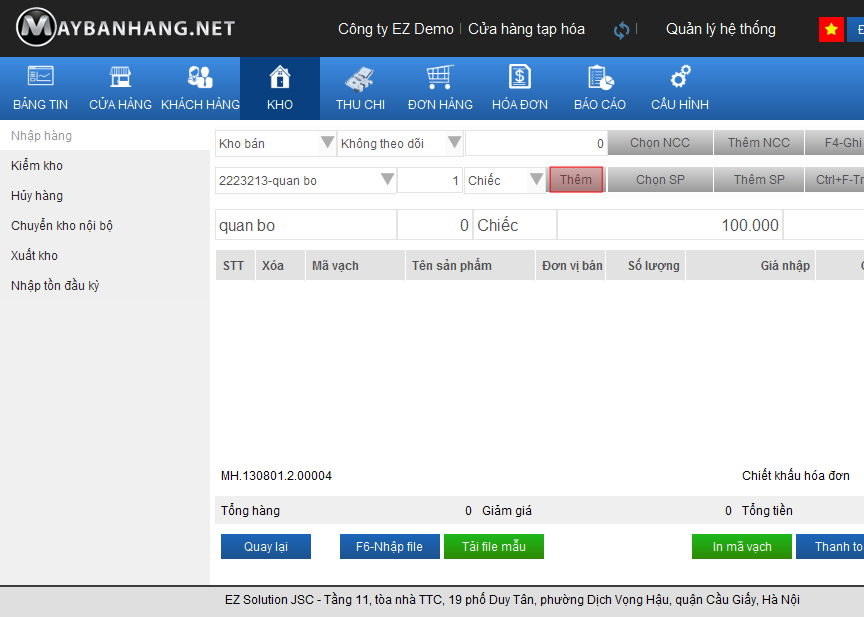 MAYBANHANG.NET
Công ty EZ Demo | Cửa hàng tạp hóa | Quản lý hệ thống
BẢNG TIN CỬA HÀNG KHÁCH HÀNG KHO THU CHI ĐƠN HÀNG HÓA ĐƠN BÁO CÁO CẤU HÌNH
Nhập hàng
Kiểm kho
Hủy hàng
Chuyển kho nội bộ
Xuất kho
Nhập tồn đầu kỳ
Kho bán Không theo dõi 0 Chọn NCC Thêm NCC F4-Ghi
2223213-quan bo 1 Chiếc Thêm Chọn SP Thêm SP Ctrl+F-Tr
quan bo 0 Chiếc 100.000
STT Xóa Mã vạch Tên sản phẩm Đơn vị bán Số lượng Giá nhập
MH.130801.2.00004 Chiết khấu hóa đơn
Tổng hàng 0 Giảm giá 0 Tổng tiền
Quay lại F6-Nhập file Tải file mẫu In mã vạch Thanh to
EZ Solution JSC - Tầng 11, tòa nhà TTC, 19 phố Duy Tân, phường Dịch Vọng Hậu, quận Cầu Giấy, Hà Nội